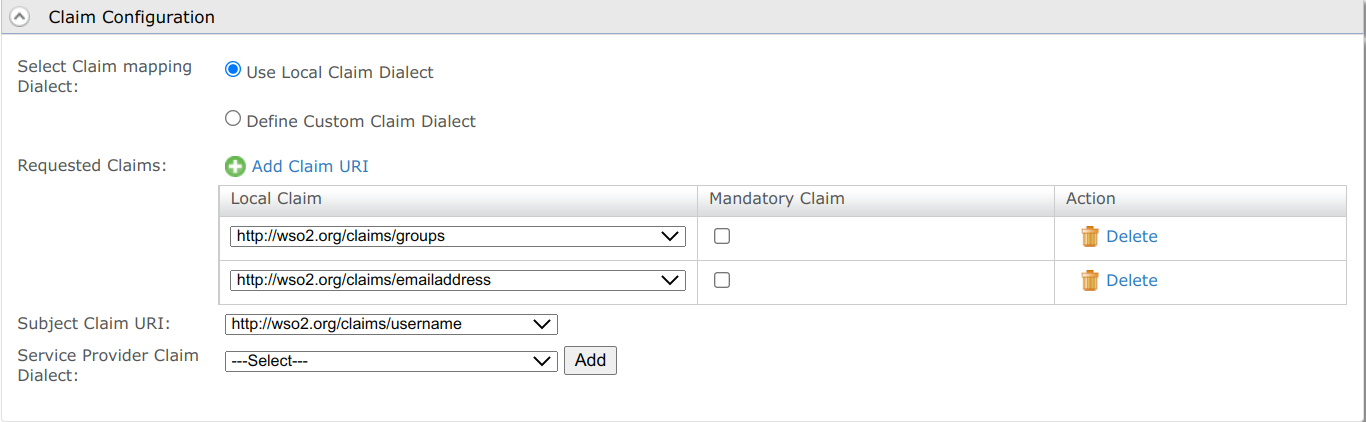 Claim Configuration
Select Claim mapping
Dialect:
Use Local Claim Dialect
Define Custom Claim Dialect
Requested Claims:
Add Claim URI
Local Claim
Mandatory Claim
Action
http://wso2.org/claims/groups
Delete
http://wso2.org/claims/emailaddress
Delete
Subject Claim URI:
http://wso2.org/claims/username
Service Provider Claim
Dialect:
---Select---
Add